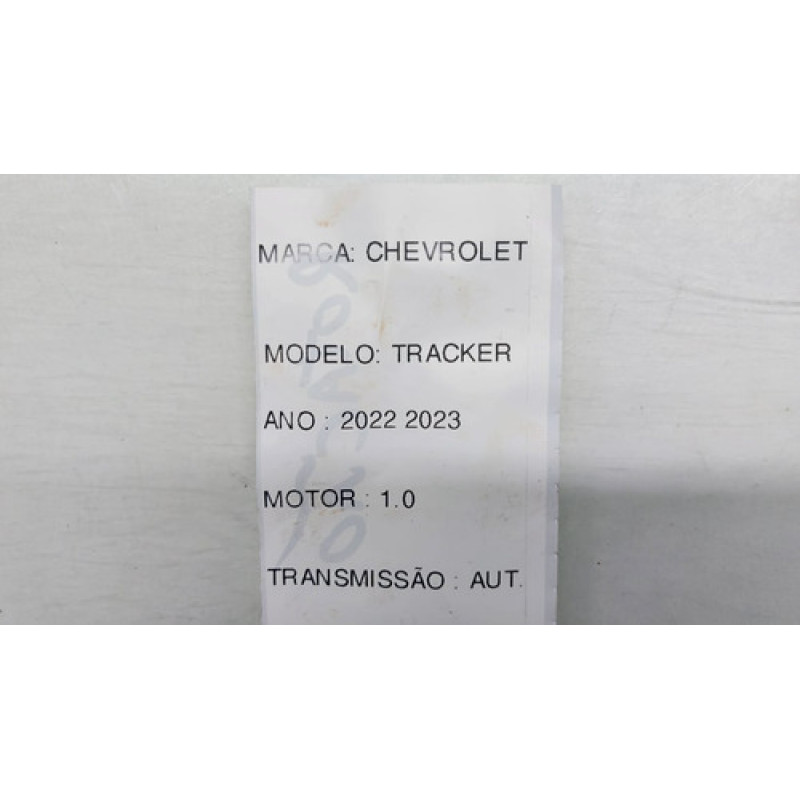 MARCA: CHEVROLET
MODELO: TRACKER
ANO : 2022 2023
MOTOR : 1.0
TRANSMISSÃO : AUT.